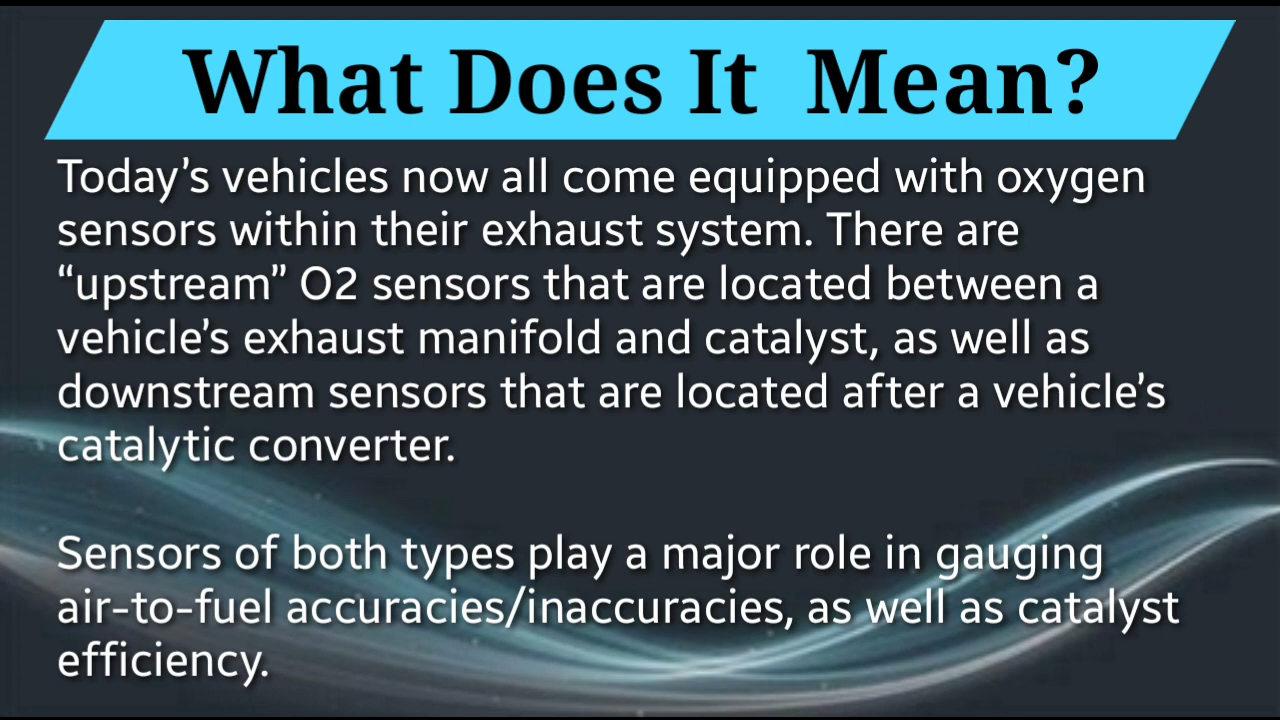 What Does It Mean?
Today’s vehicles now all come equipped with oxygen
sensors within their exhaust system. There are
“upstream” O2 sensors that are located between a
vehicle’s exhaust manifold and catalyst, as well as
downstream sensors that are located after a vehicle’s
catalytic converter.
Sensors of both types play a major role in gauging
air-to-fuel accuracies/inaccuracies, as well as catalyst
efficiency.